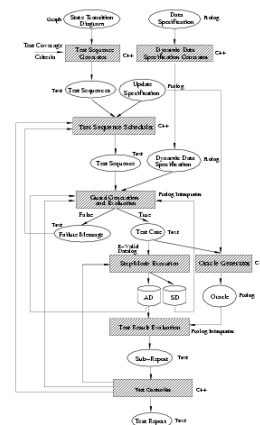 Graph
State Transition
Diagram
Data
Specification
Prolog
Test Coverage
Criteria
Test Sequence
Generator
C++
Dynamic Data
Specification Generator
C++
Text
Test Sequences
Update
Specification
Prolog
Test Sequence Scheduler
C++
Test Sequence
Text
Dynamic Data
Specification
Prolog
Guard Generation
and Evaluation
Prolog Interpreter
False
True
Text
Failure Message
Test Case
Text
Datalog
Step-Mode Execution
Oracle Generator
C
AD
SD
Oracle
Prolog
Test Result Evaluation
Prolog Interpreter
Sub-Report
Text
Test Controller
C++
Test Report
Text